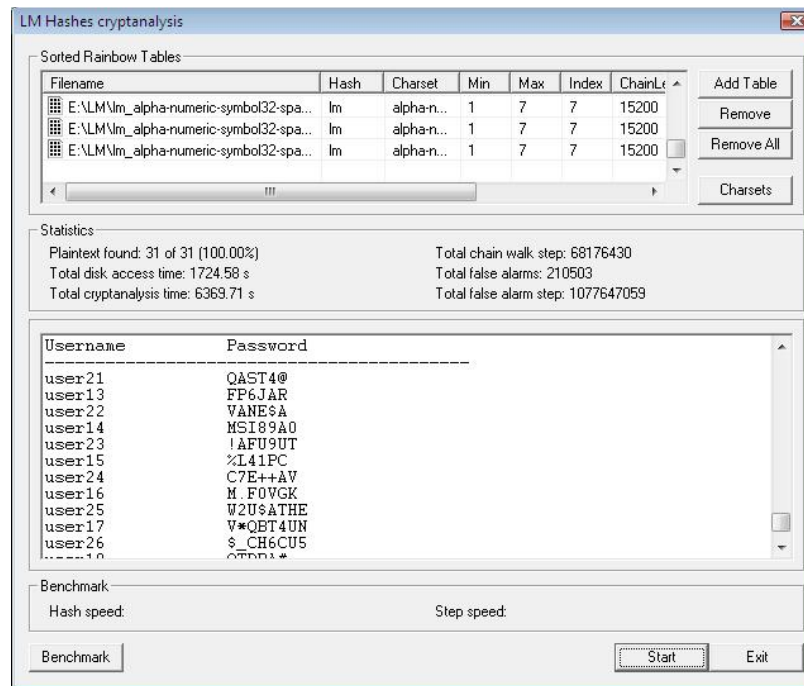 LM Hashes cryptanalysis
Sorted Rainbow Tables
Filename Hash Charset Min Max Index ChainLe
E:\LM\lm_alpha-numeric-symbol32-spa... lm alpha-n... 1 7 7 15200
E:\LM\lm_alpha-numeric-symbol32-spa... lm alpha-n... 1 7 7 15200
E:\LM\lm_alpha-numeric-symbol32-spa... lm alpha-n... 1 7 7 15200
Add Table
Remove
Remove All
Charsets
Statistics
Plaintext found: 31 of 31 (100.00%) Total chain walk step: 68176430
Total disk access time: 1724.58 s Total false alarms: 210503
Total cryptanalysis time: 6369.71 s Total false alarm step: 1077647059
Username Password
--------------------------------------------------
user21 QAST4@
user13 FP6JAR
user22 VANE$A
user14 MSI89A0
user23 !AFU9UT
user15 %L41PC
user24 C7E++AV
user16 M.F0VGK
user25 W2U$ATHE
user17 V*QBT4UN
user26 $_CH6CU5
Benchmark
Hash speed: Step speed:
Benchmark Start Exit